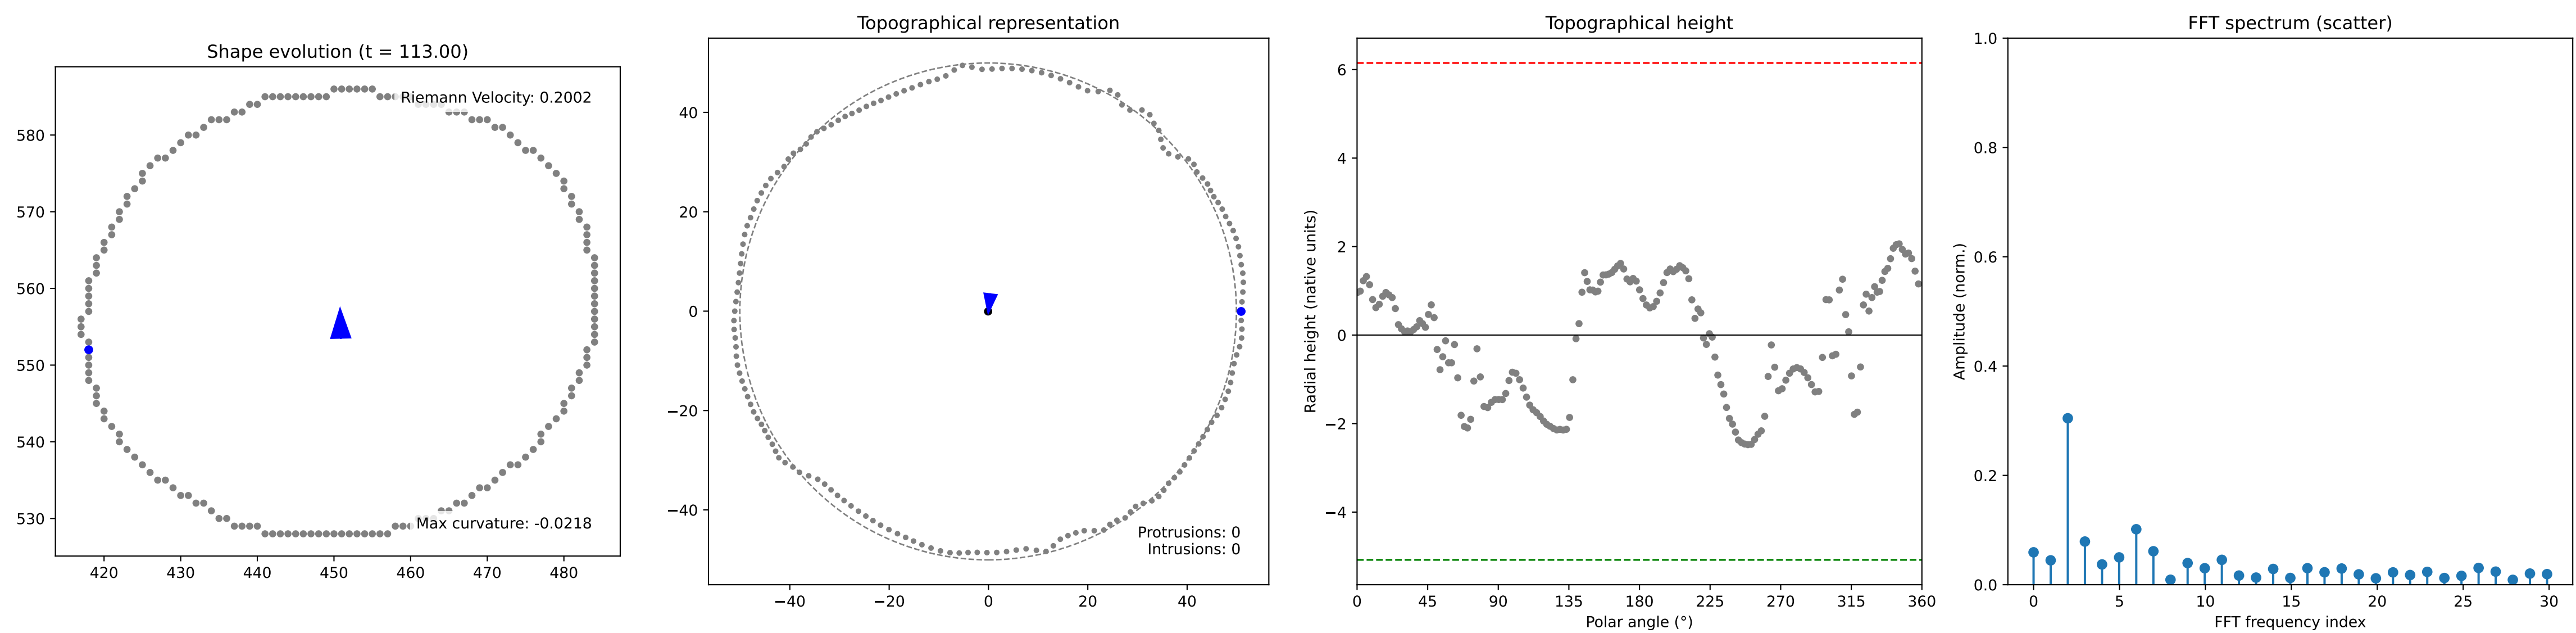 Shape evolution (t = 113.00)
Riemann Velocity: 0.2002
Max curvature: -0.0218
580
570
560
550
540
530
420 430 440 450 460 470 480
Topographical representation
40
20
0
−20
−40
−40 −20 0 20 40
Protrusions: 0
Intrusions: 0
Topographical height
Radial height (native units)
6
4
2
0
−2
−4
0 45 90 135 180 225 270 315 360
Polar angle (°)
FFT spectrum (scatter)
Amplitude (norm.)
1.0
0.8
0.6
0.4
0.2
0.0
0 5 10 15 20 25 30
FFT frequency index